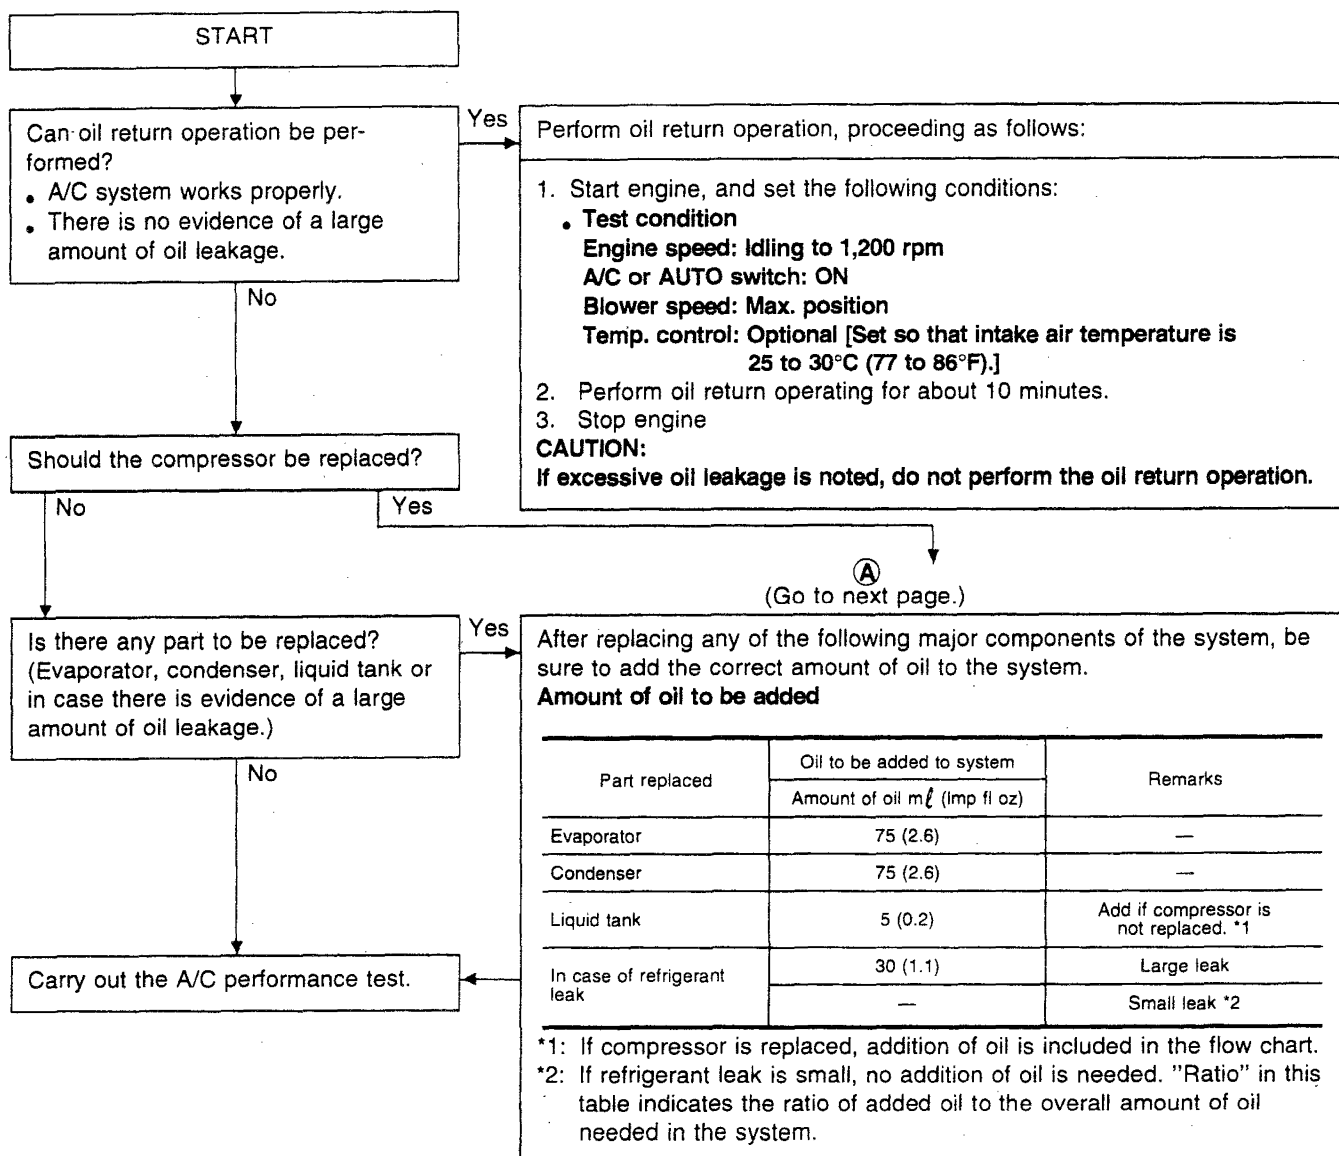 START
Can oil return operation be per-
formed?
• A/C system works properly.
• There is no evidence of a large
amount of oil leakage.
Yes
Perform oil return operation, proceeding as follows:
1. Start engine, and set the following conditions:
• Test condition
Engine speed: Idling to 1,200 rpm
A/C or AUTO switch: ON
Blower speed: Max. position
Temp. control: Optional [Set so that intake air temperature is
25 to 30°C (77 to 86°F).]
2. Perform oil return operating for about 10 minutes.
3. Stop engine
CAUTION:
If excessive oil leakage is noted, do not perform the oil return operation.
No
Should the compressor be replaced?
No
Yes
Ⓐ
(Go to next page.)
Is there any part to be replaced?
(Evaporator, condenser, liquid tank or
in case there is evidence of a large
amount of oil leakage.)
Yes
After replacing any of the following major components of the system, be
sure to add the correct amount of oil to the system.
Amount of oil to be added
Part replaced
Oil to be added to system
Amount of oil mℓ (Imp fl oz)
Remarks
Evaporator 75 (2.6) —
Condenser 75 (2.6) —
Liquid tank 5 (0.2) Add if compressor is
not replaced. *1
In case of refrigerant
leak
30 (1.1) Large leak
— Small leak *2
*1: If compressor is replaced, addition of oil is included in the flow chart.
*2: If refrigerant leak is small, no addition of oil is needed. "Ratio" in this
table indicates the ratio of added oil to the overall amount of oil
needed in the system.
No
Carry out the A/C performance test.